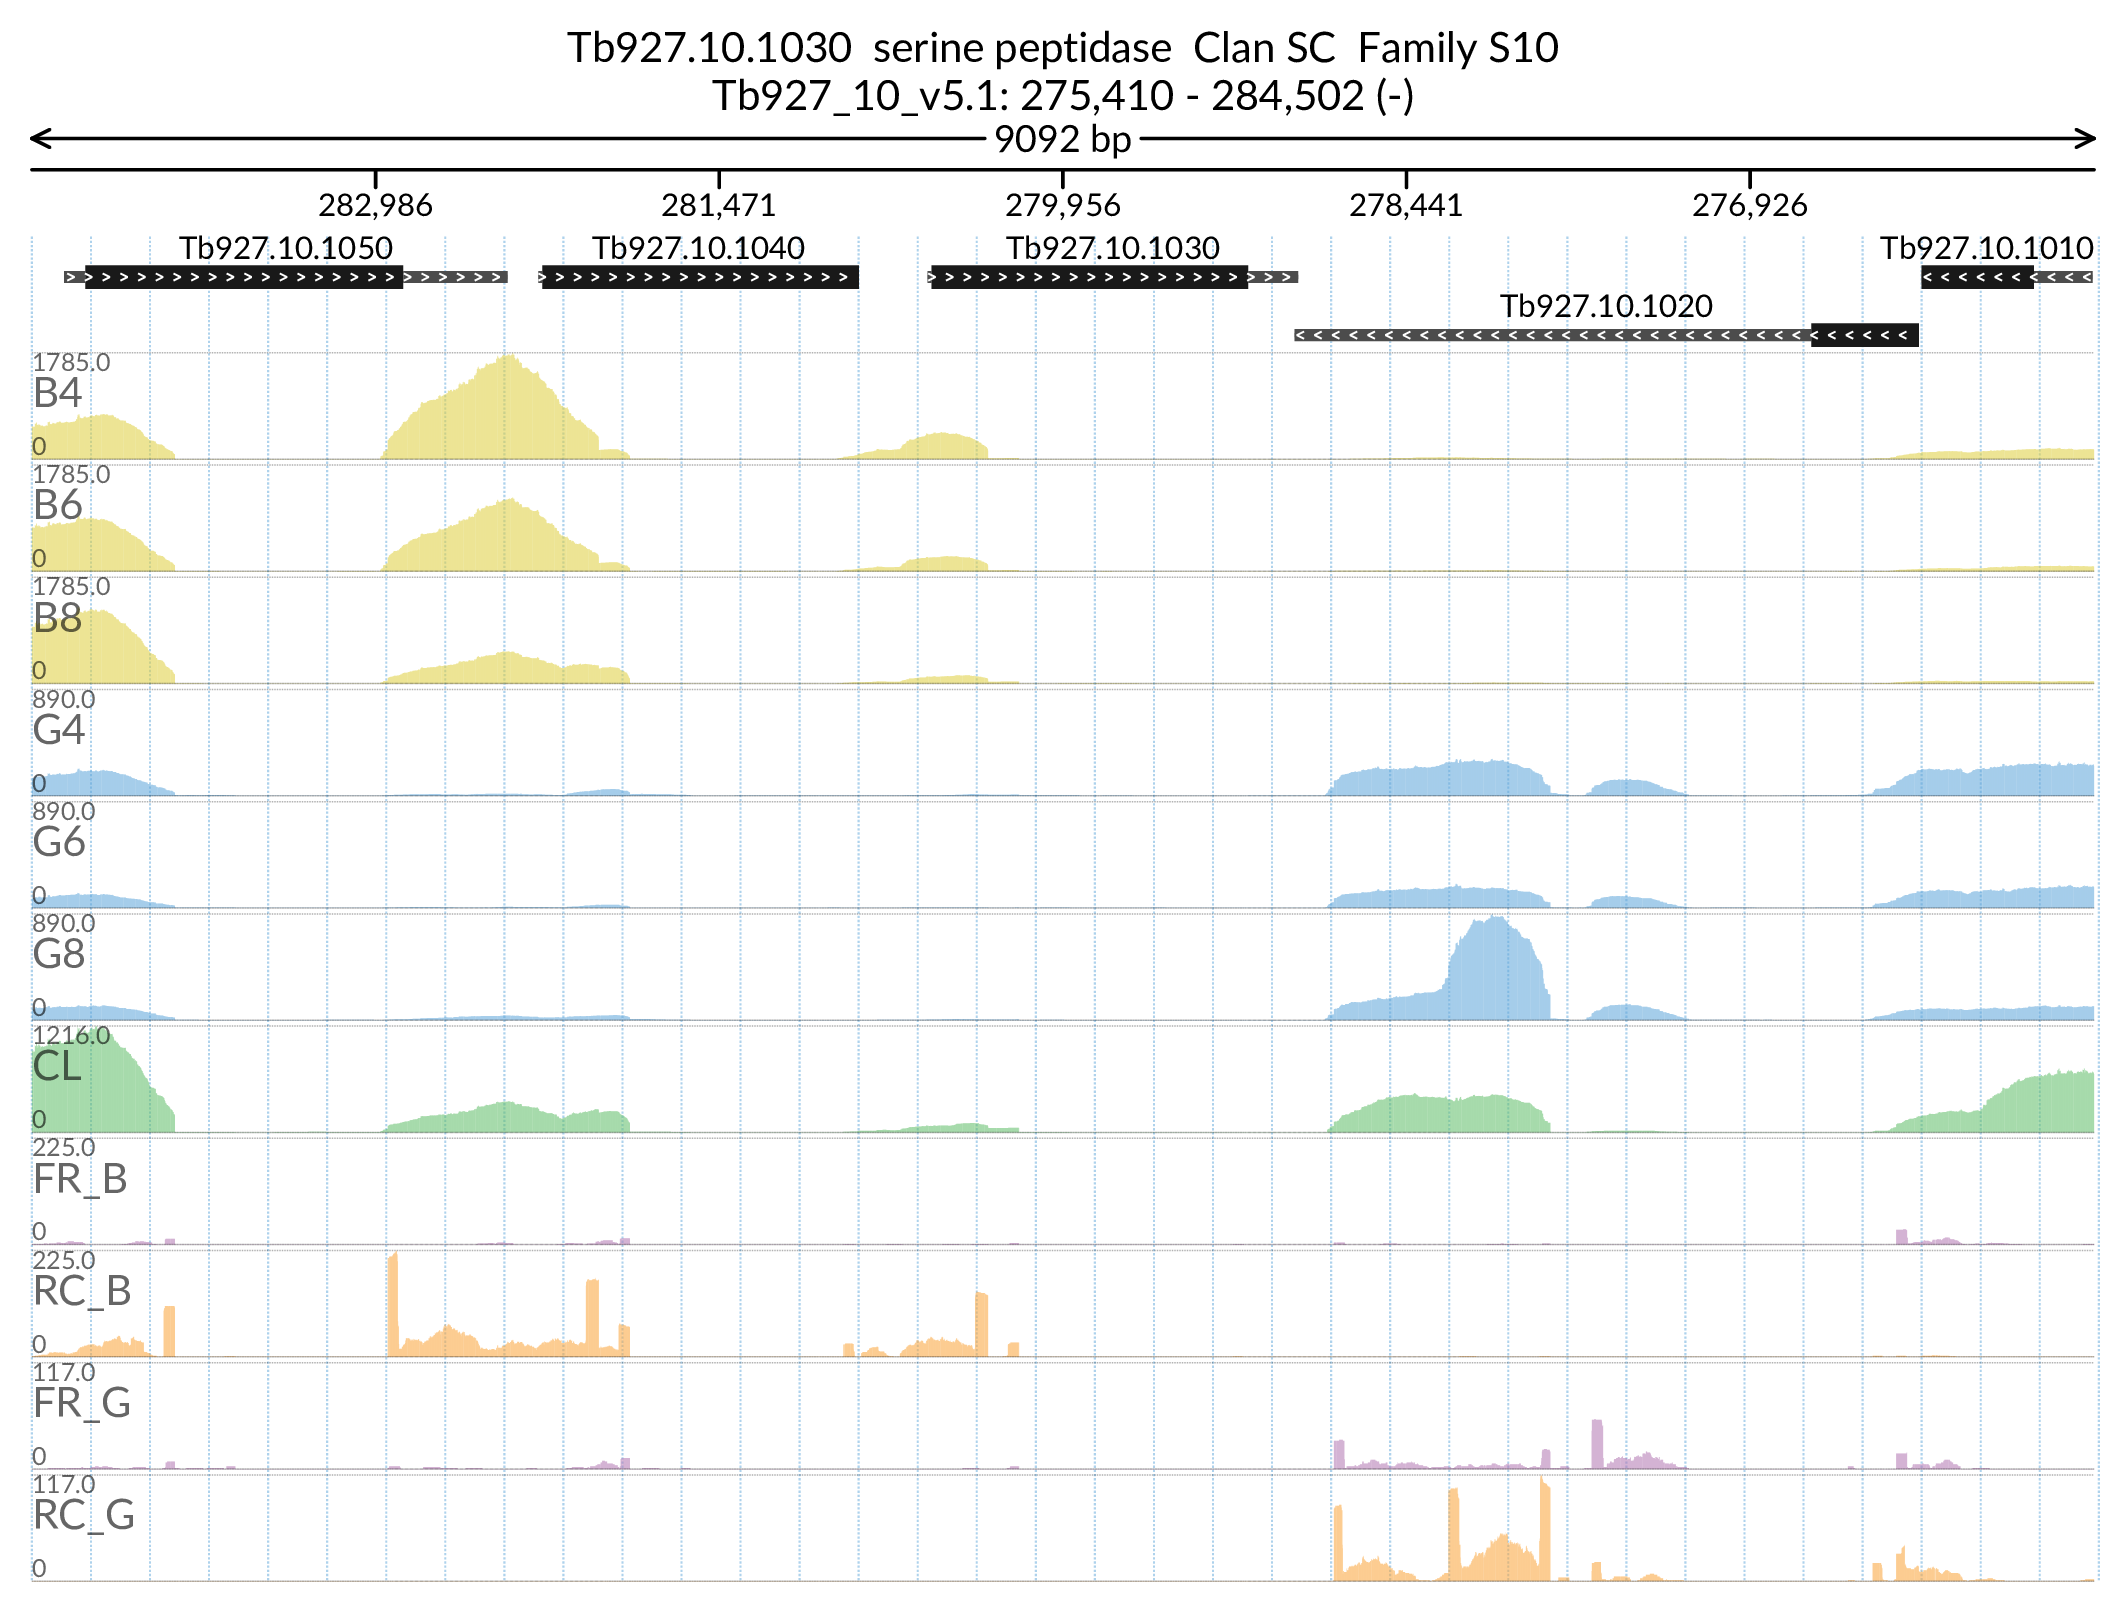 Tb927.10.1030  serine peptidase  Clan SC  Family S10
Tb927_10_v5.1: 275,410 - 284,502 (-)
9092 bp
282,986 281,471 279,956 278,441 276,926
Tb927.10.1050 Tb927.10.1040 Tb927.10.1030 Tb927.10.1010
Tb927.10.1020
1785.0
B4
0
1785.0
B6
0
1785.0
B8
0
890.0
G4
0
890.0
G6
0
890.0
G8
0
1216.0
CL
0
225.0
FR_B
0
225.0
RC_B
0
117.0
FR_G
0
117.0
RC_G
0